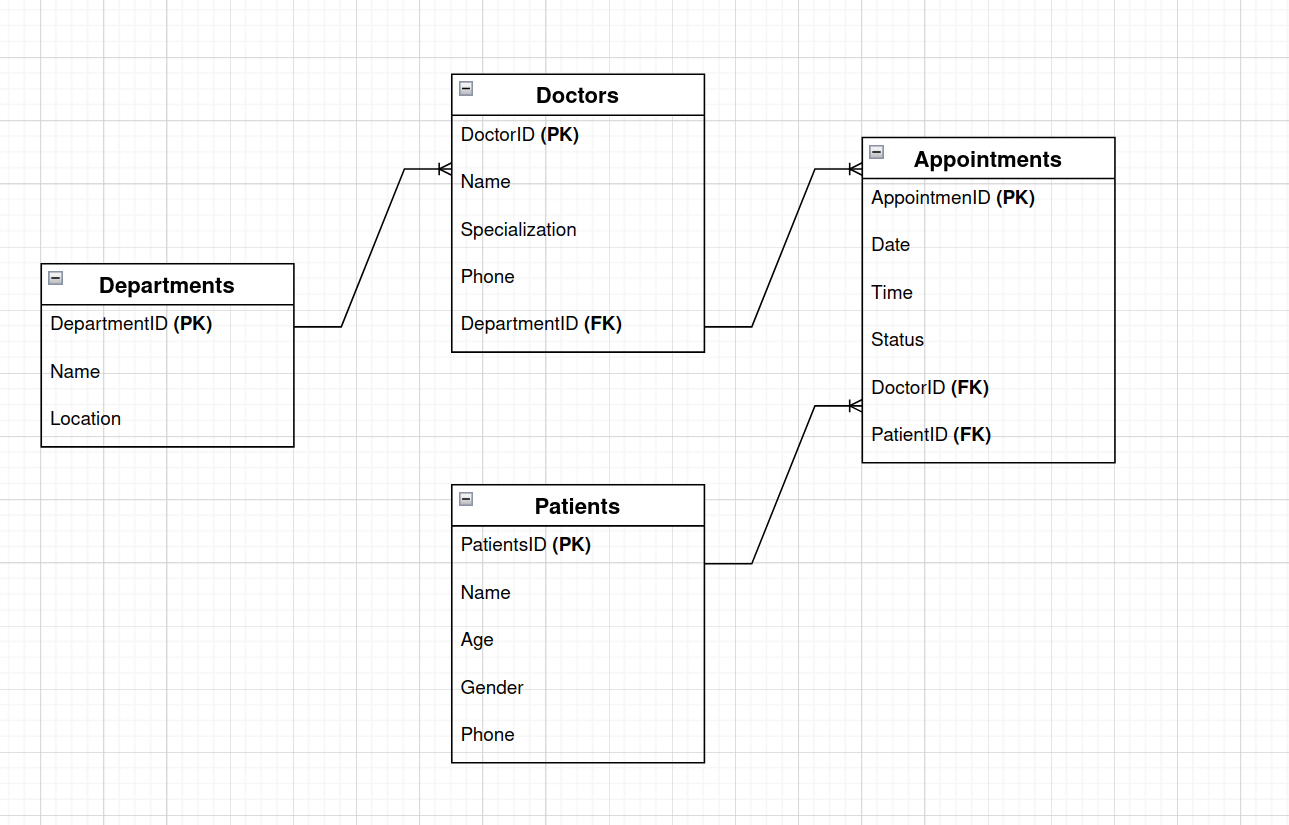 Doctors
DoctorID (PK)
Name
Specialization
Phone
DepartmentID (FK)
Appointments
AppointmenID (PK)
Date
Time
Status
DoctorID (FK)
PatientID (FK)
Departments
DepartmentID (PK)
Name
Location
Patients
PatientsID (PK)
Name
Age
Gender
Phone